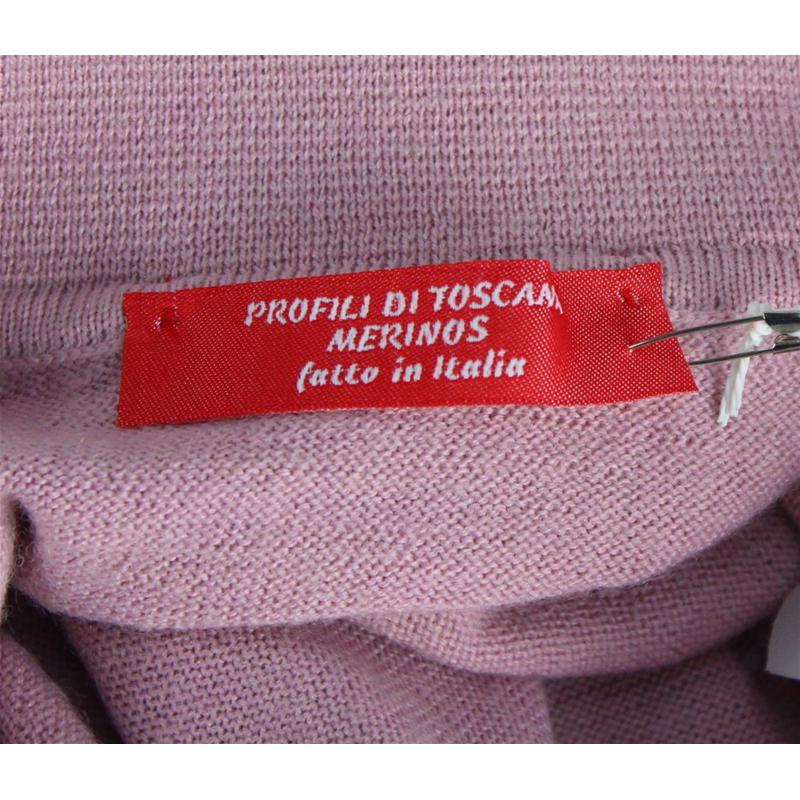 PROFILI DI TOSCANA
MERINOS
fatto in Italia